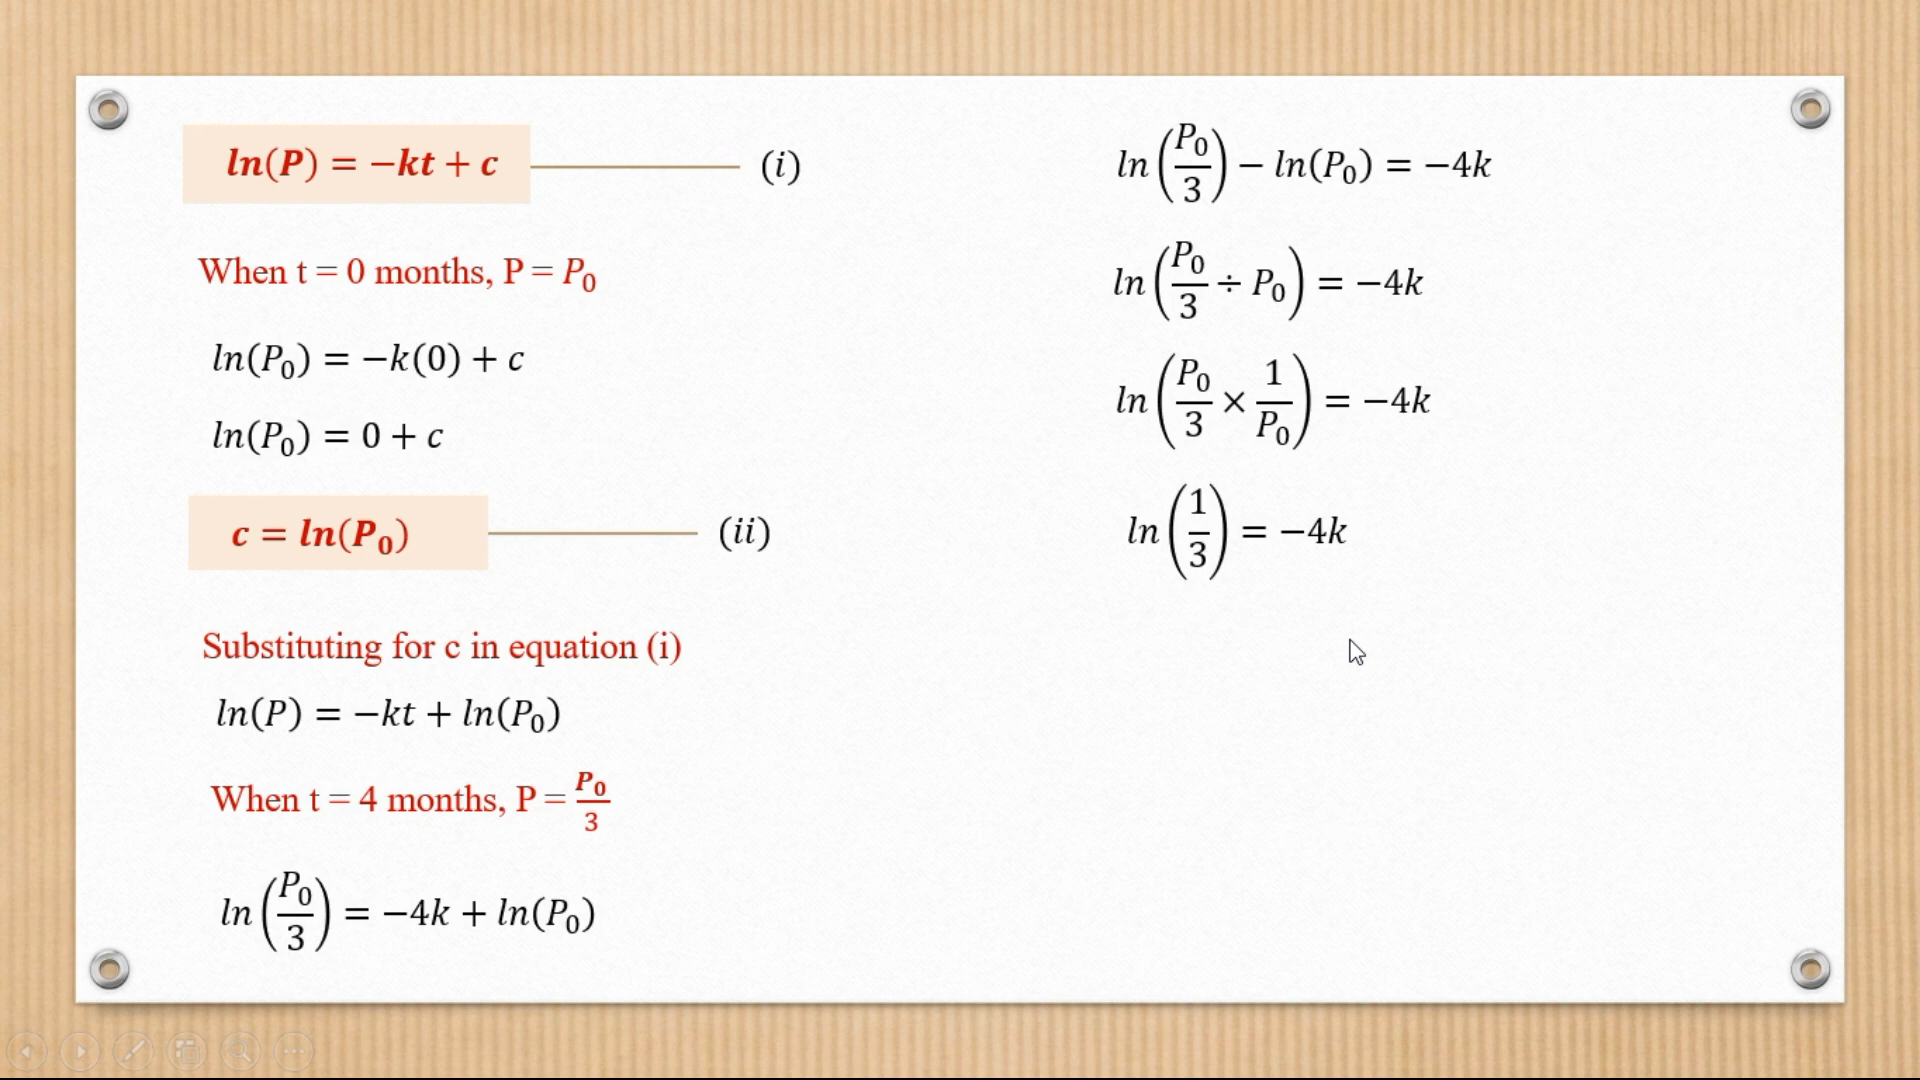 ln(P) = −kt + c (i)
When t = 0 months, P = P₀
ln(P₀) = −k(0) + c
ln(P₀) = 0 + c
c = ln(P₀) (ii)
Substituting for c in equation (i)
ln(P) = −kt + ln(P₀)
When t = 4 months, P = P₀/3
ln(P₀/3) = −4k + ln(P₀)
ln(P₀/3) − ln(P₀) = −4k
ln(P₀/3 ÷ P₀) = −4k
ln(P₀/3 × 1/P₀) = −4k
ln(1/3) = −4k